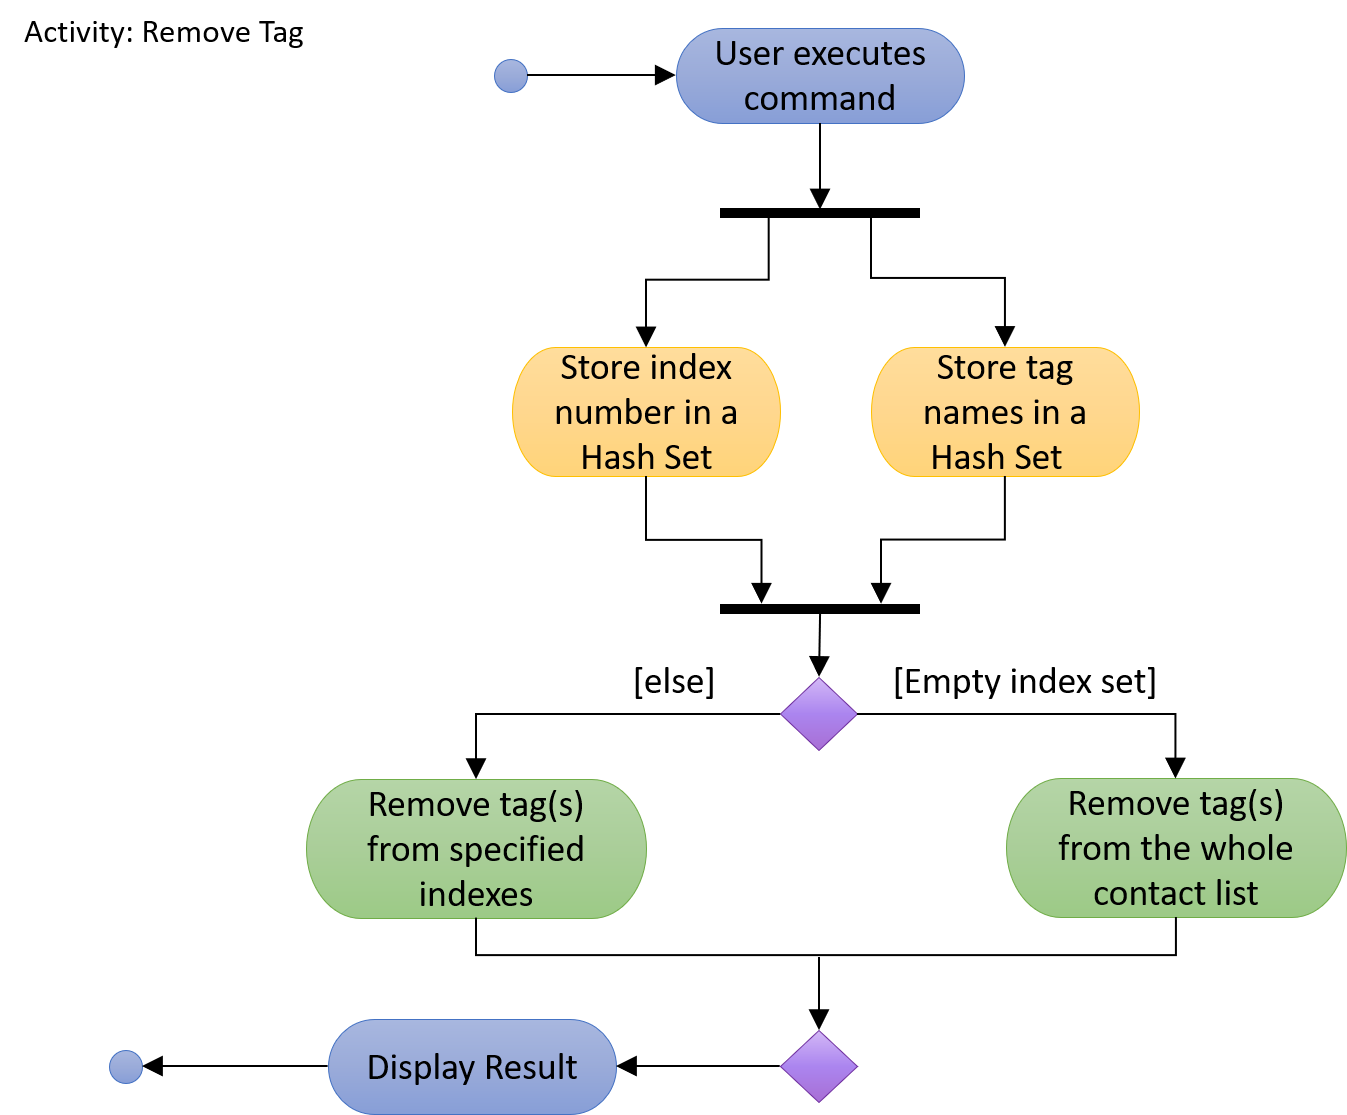 Activity: Remove Tag
User executes
command
Store index
number in a
Hash Set
Store tag
names in a
Hash Set
[else]
[Empty index set]
Remove tag(s)
from specified
indexes
Remove tag(s)
from the whole
contact list
Display Result